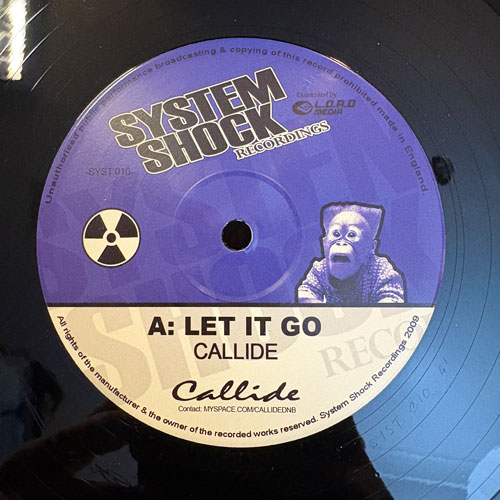 Unauthorised public performance broadcasting & copying of this record prohibited made in England.
SYSTEM
SHOCK
RECORDINGS
Distributed by
L.O.R.D
MEDIA
-SYST 010-
A: LET IT GO
CALLIDE
RECO
Callide
Contact: MYSPACE.COM/CALLIDEDNB
All rights of the manufacturer & the owner of the recorded works reserved. System Shock Recordings 2009